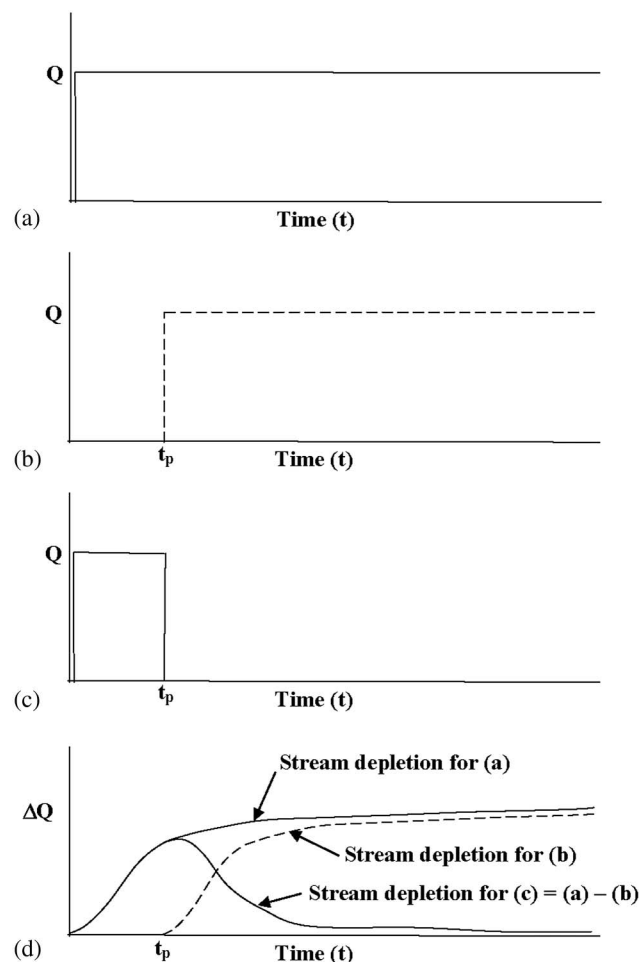 Q
(a)
Time (t)
Q
(b)
tp
Time (t)
Q
(c)
tp
Time (t)
Stream depletion for (a)
ΔQ
Stream depletion for (b)
Stream depletion for (c) = (a) – (b)
(d)
tp
Time (t)